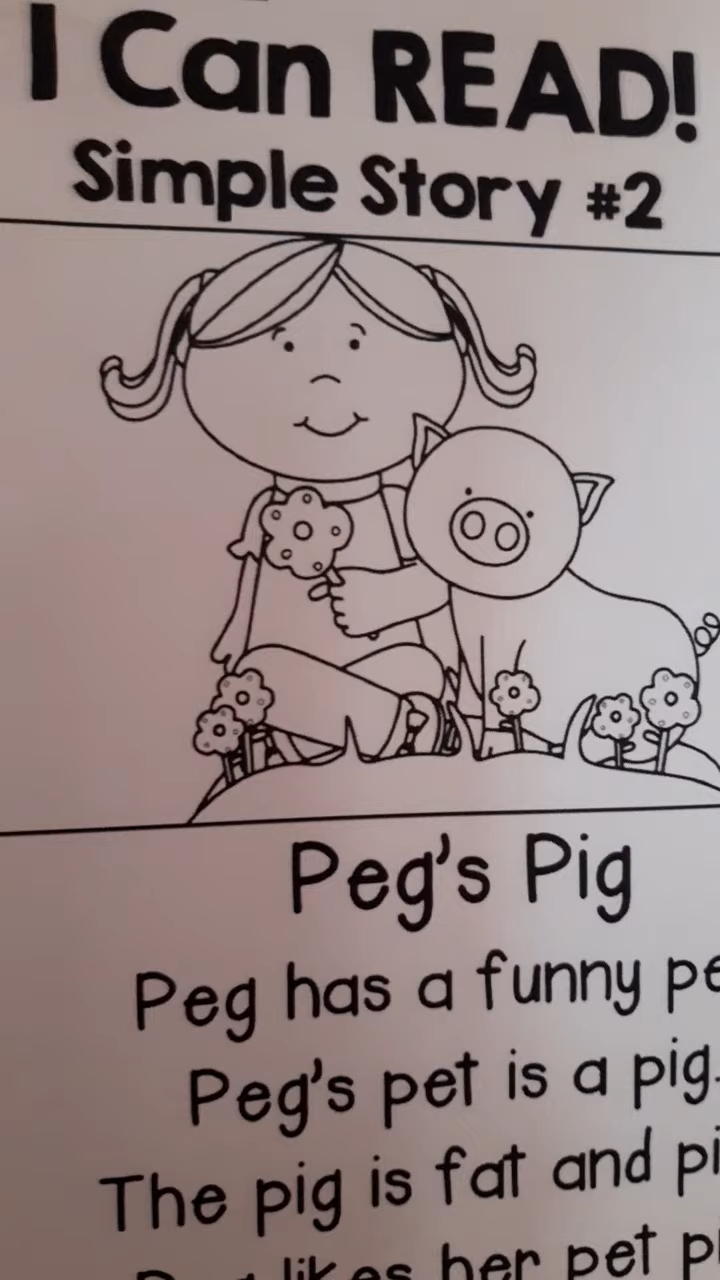 I Can READ!
Simple Story #2
Peg's Pig
Peg has a funny
Peg's pet is a pig.
The pig is fat and
likes her pet